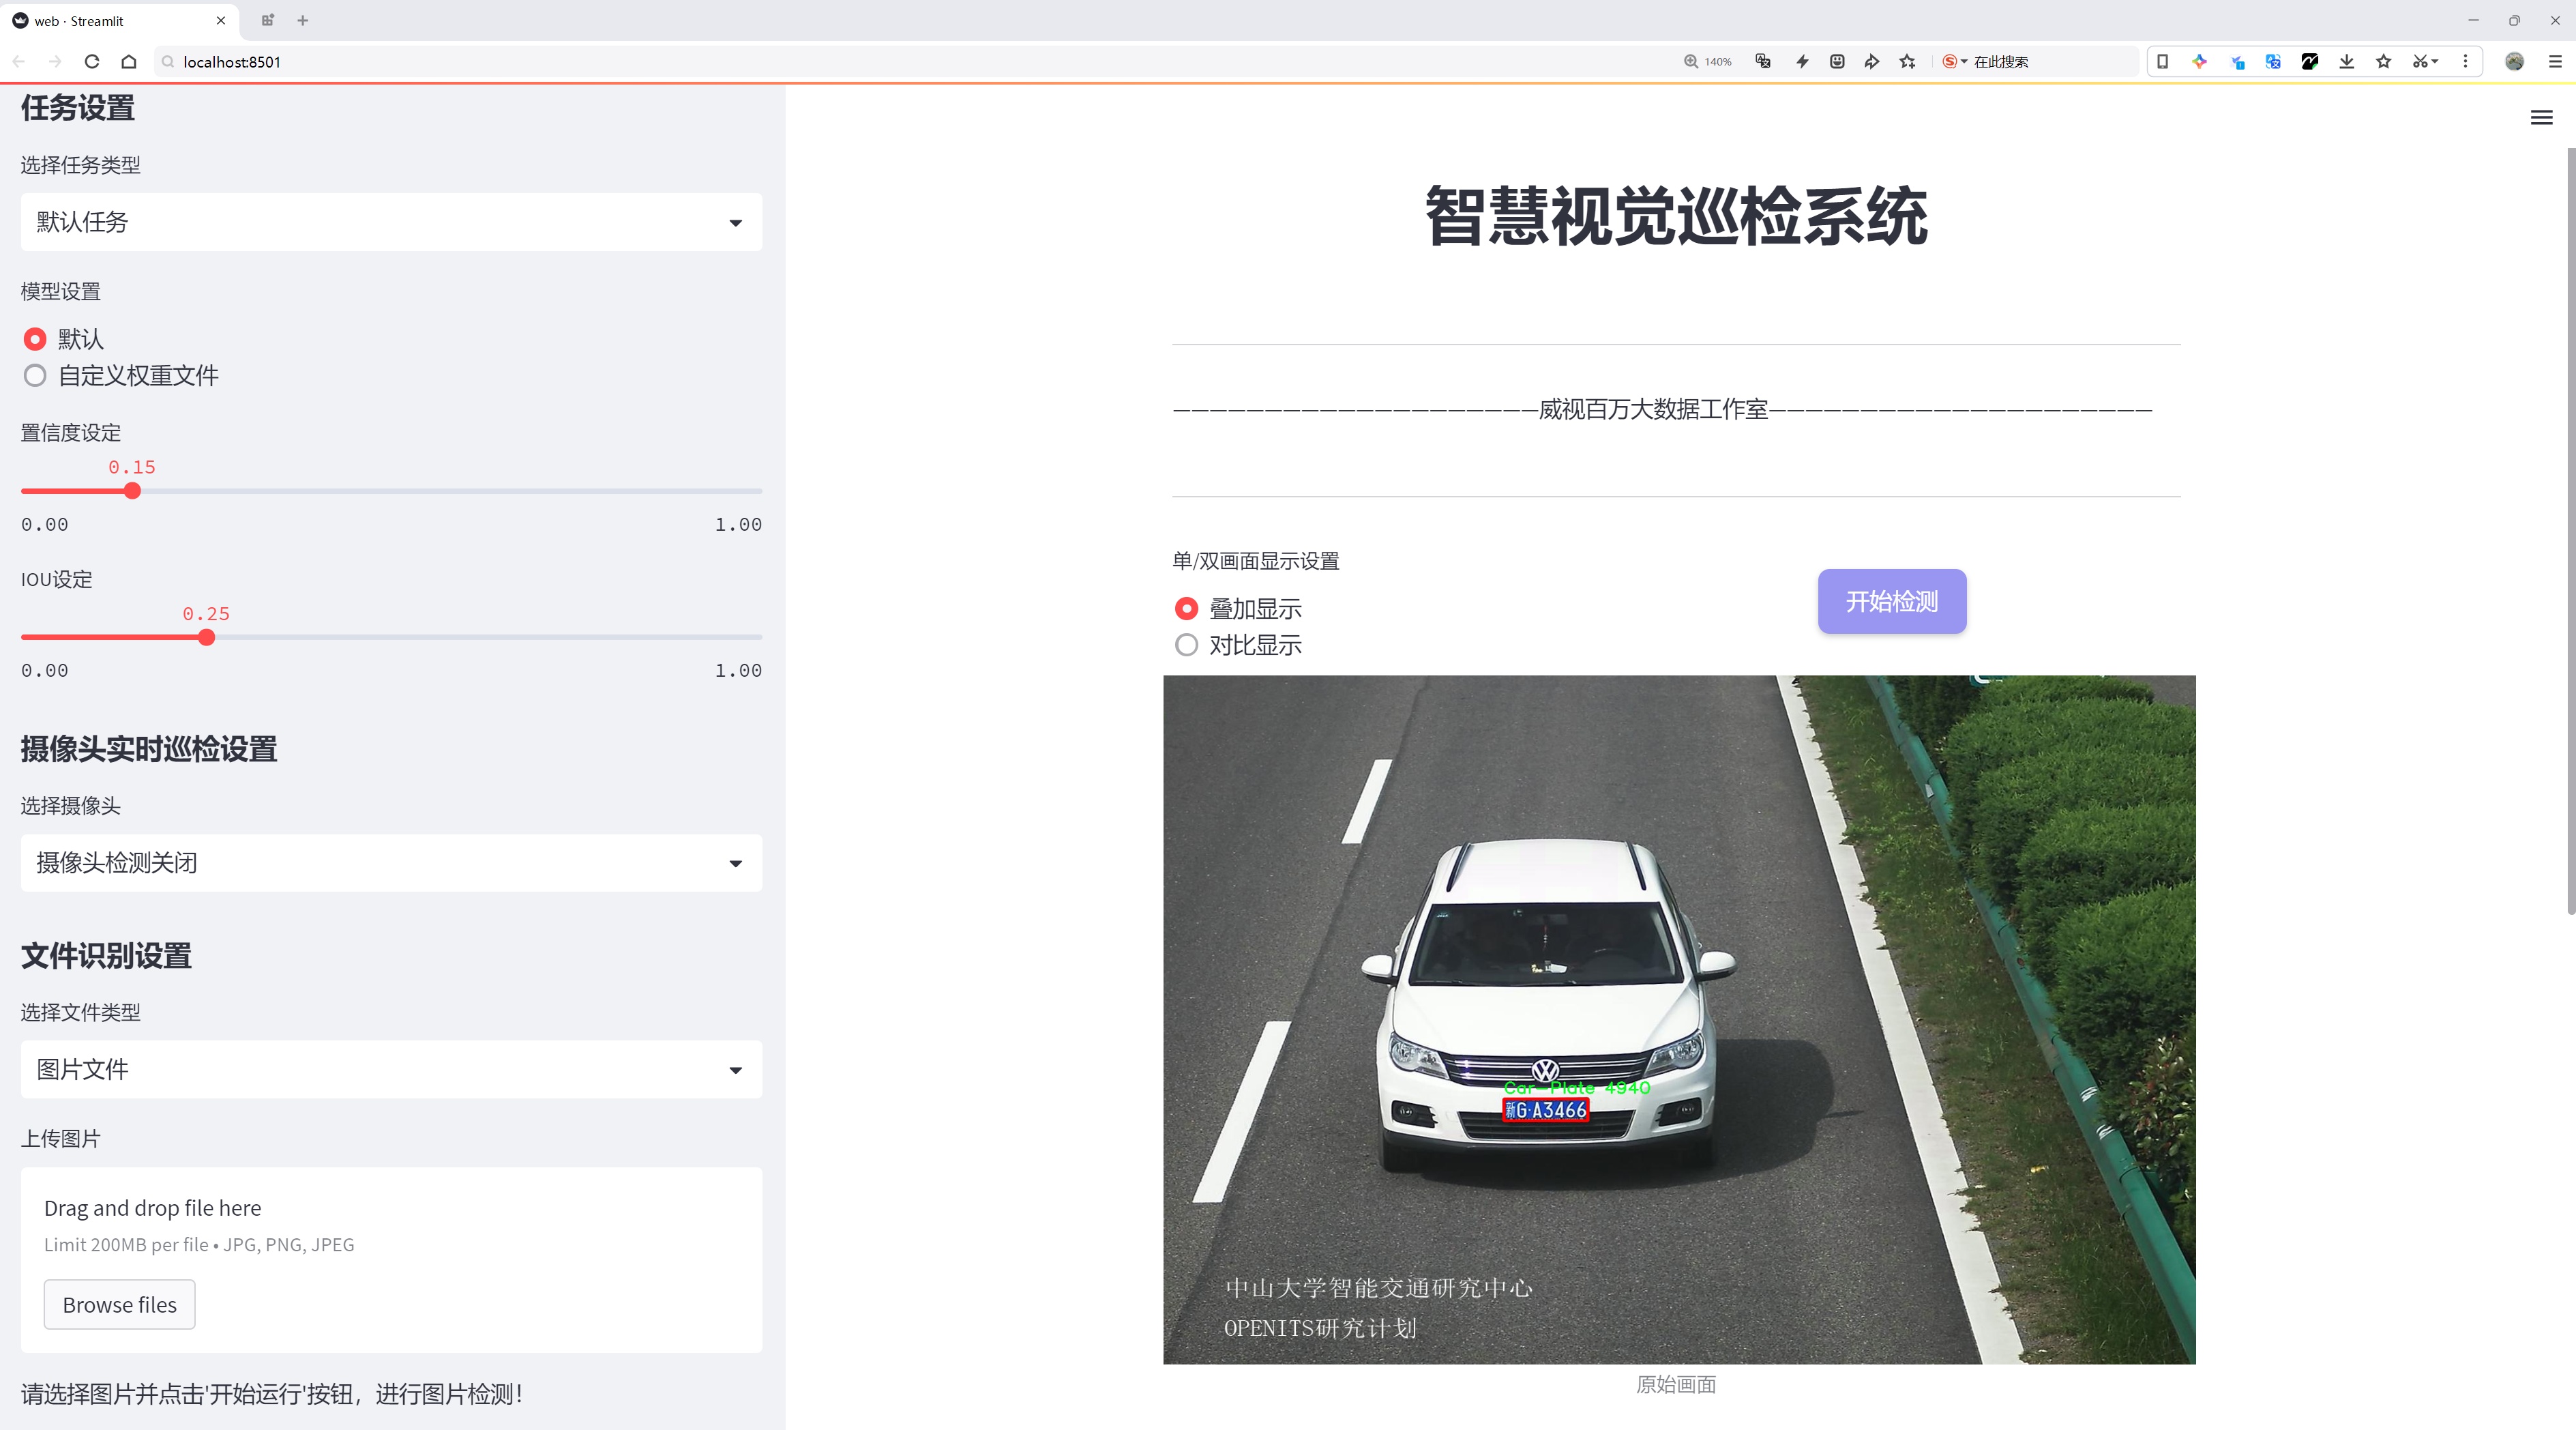 web · Streamlit
localhost:8501
140%
在此搜索
任务设置
选择任务类型
默认任务
模型设置
默认
自定义权重文件
置信度设定
0.15
0.00 1.00
IOU设定
0.25
0.00 1.00
摄像头实时巡检设置
选择摄像头
摄像头检测关闭
文件识别设置
选择文件类型
图片文件
上传图片
Drag and drop file here
Limit 200MB per file • JPG, PNG, JPEG
Browse files
请选择图片并点击'开始运行'按钮，进行图片检测！
智慧视觉巡检系统
————————————————————威视百万大数据工作室—————————————————————
单/双画面显示设置
叠加显示
对比显示
开始检测
Car-Plate 4940
新G·A3466
中山大学智能交通研究中心
OPENITS研究计划
原始画面